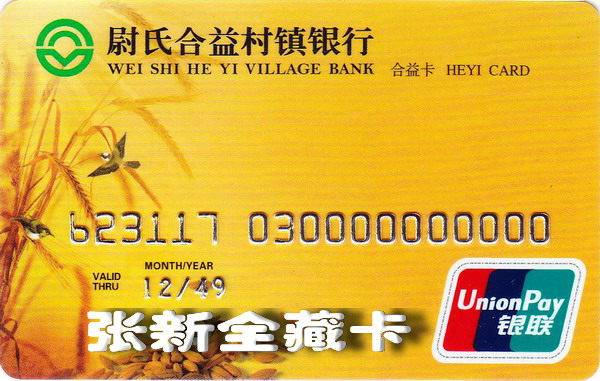 尉氏合益村镇银行
WEI SHI HE YI VILLAGE BANK 合益卡 HEYI CARD
623117 030000000000
MONTH/YEAR
VALID THRU 12/49
张新全藏卡
UnionPay
银联